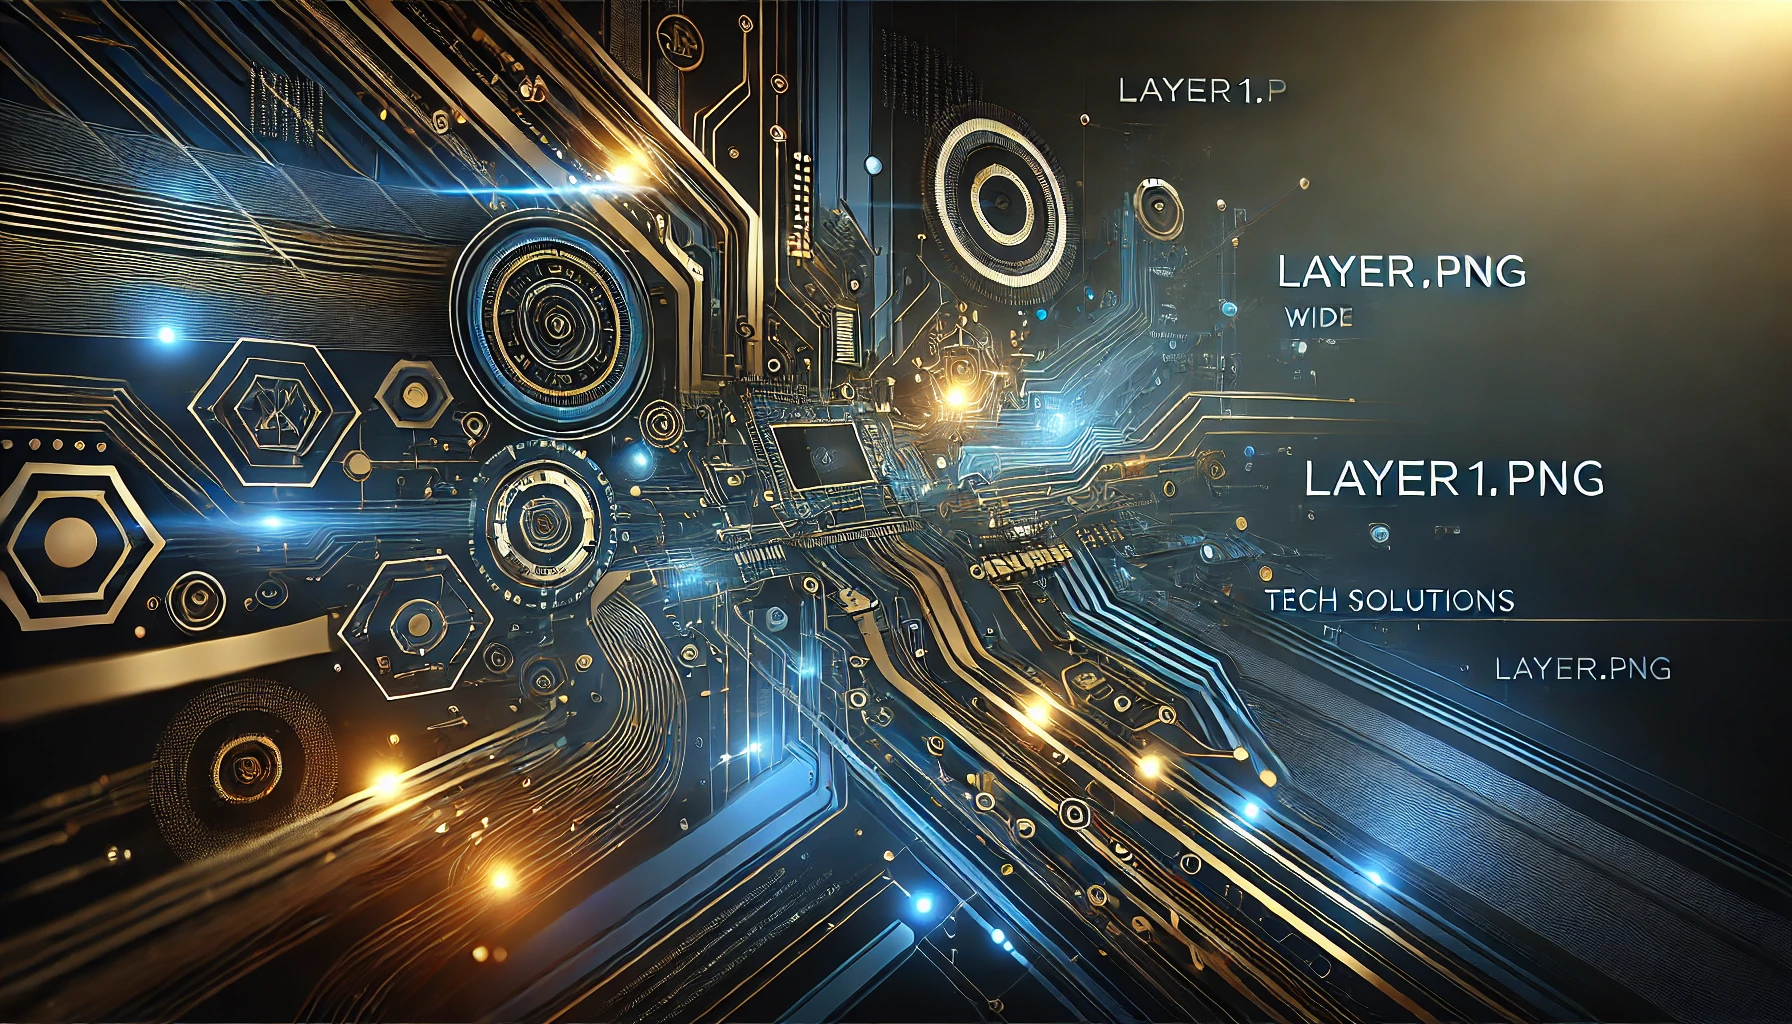 LAYER1.P
LAYER.PNG
WIDE
LAYER1.PNG
TECH SOLUTIONS
LAYER.PNG